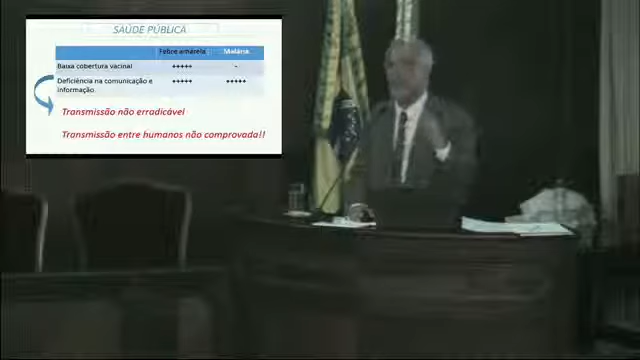 SAÚDE PÚBLICA
Febre amarela Malária
Baixa cobertura vacinal +++++ -
Deficiência na comunicação e informação. +++++ +++++
Transmissão não erradicável
Transmissão entre humanos não comprovada!!